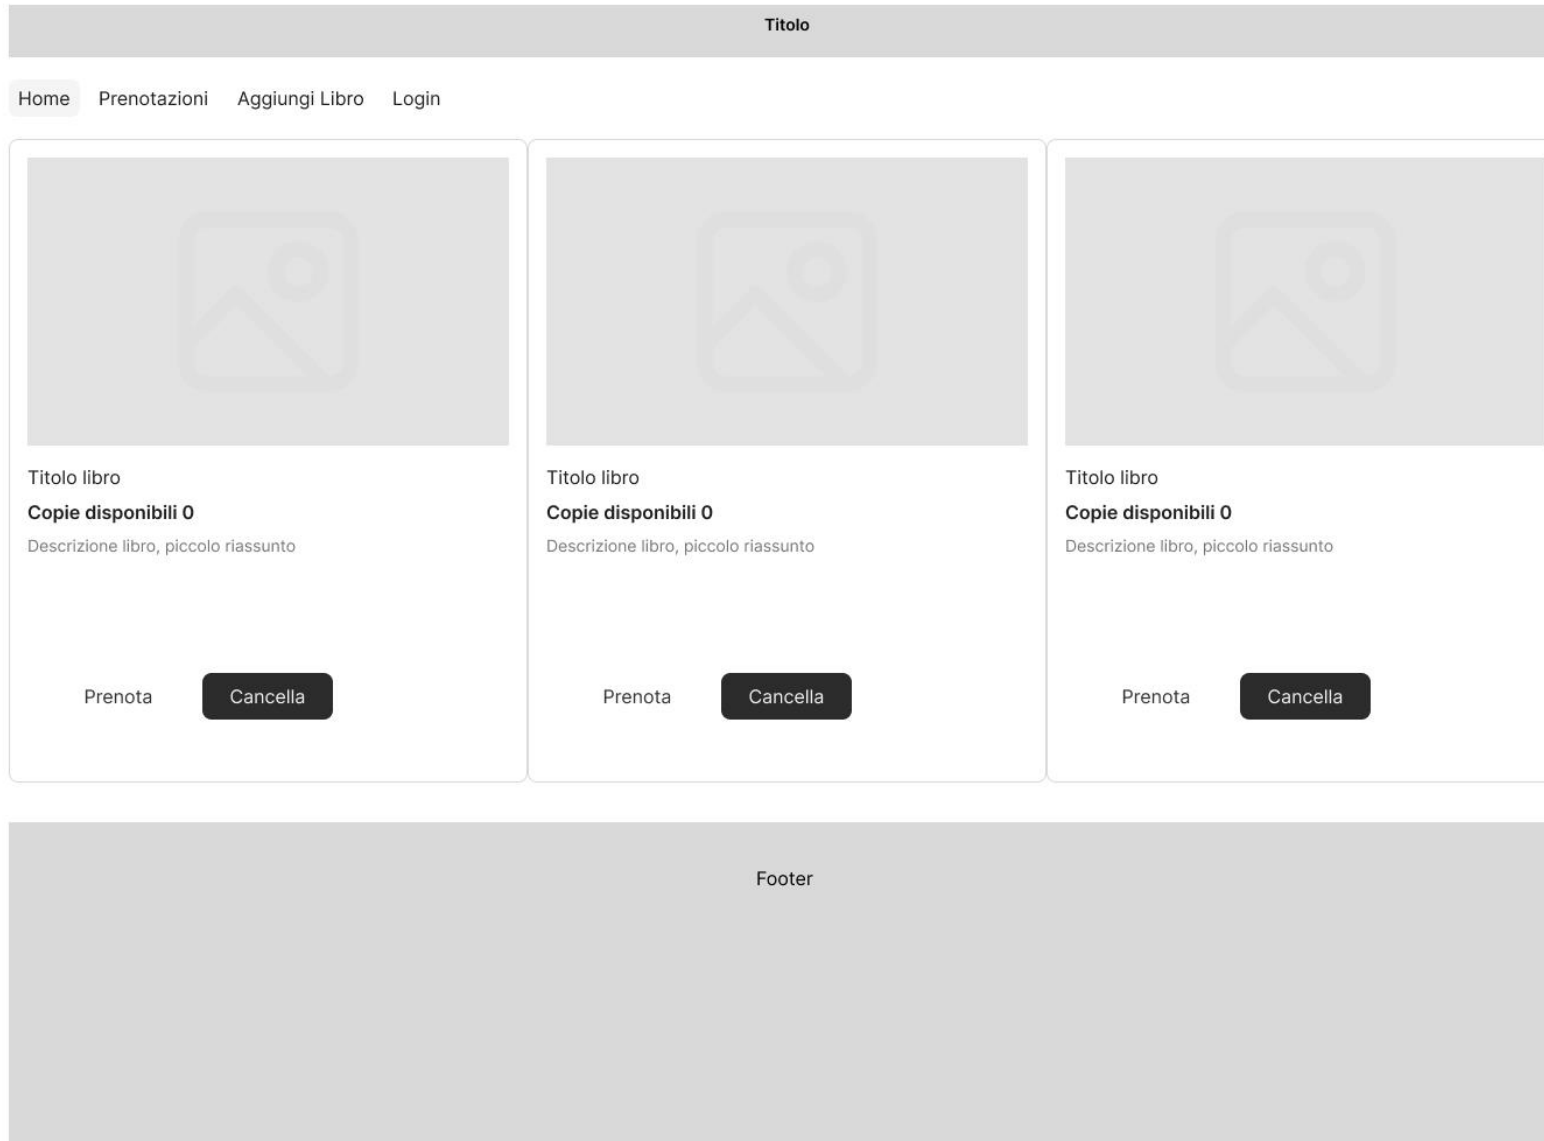 Titolo
Home Prenotazioni Aggiungi Libro Login
Titolo libro
Copie disponibili 0
Descrizione libro, piccolo riassunto
Prenota Cancella
Titolo libro
Copie disponibili 0
Descrizione libro, piccolo riassunto
Prenota Cancella
Titolo libro
Copie disponibili 0
Descrizione libro, piccolo riassunto
Prenota Cancella
Footer